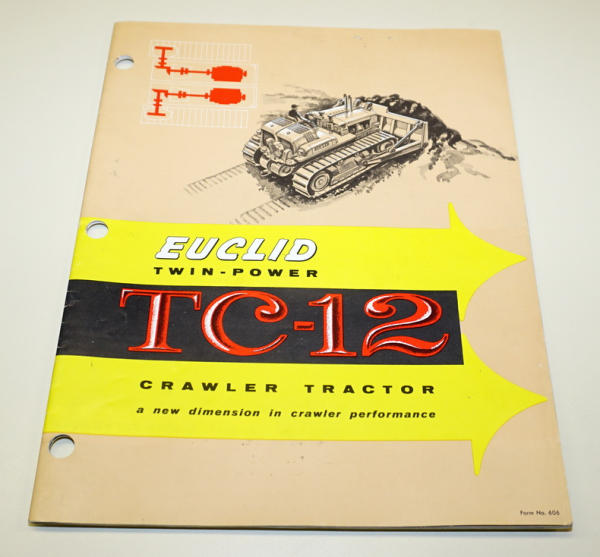 EUCLID
TWIN-POWER
TC-12
CRAWLER TRACTOR
a new dimension in crawler performance
Form No. 606